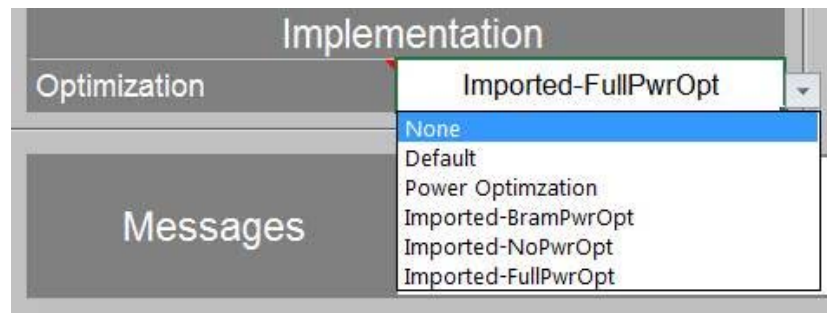 Implementation
Optimization Imported-FullPwrOpt
None
Default
Power Optimzation
Imported-BramPwrOpt
Messages
Imported-NoPwrOpt
Imported-FullPwrOpt